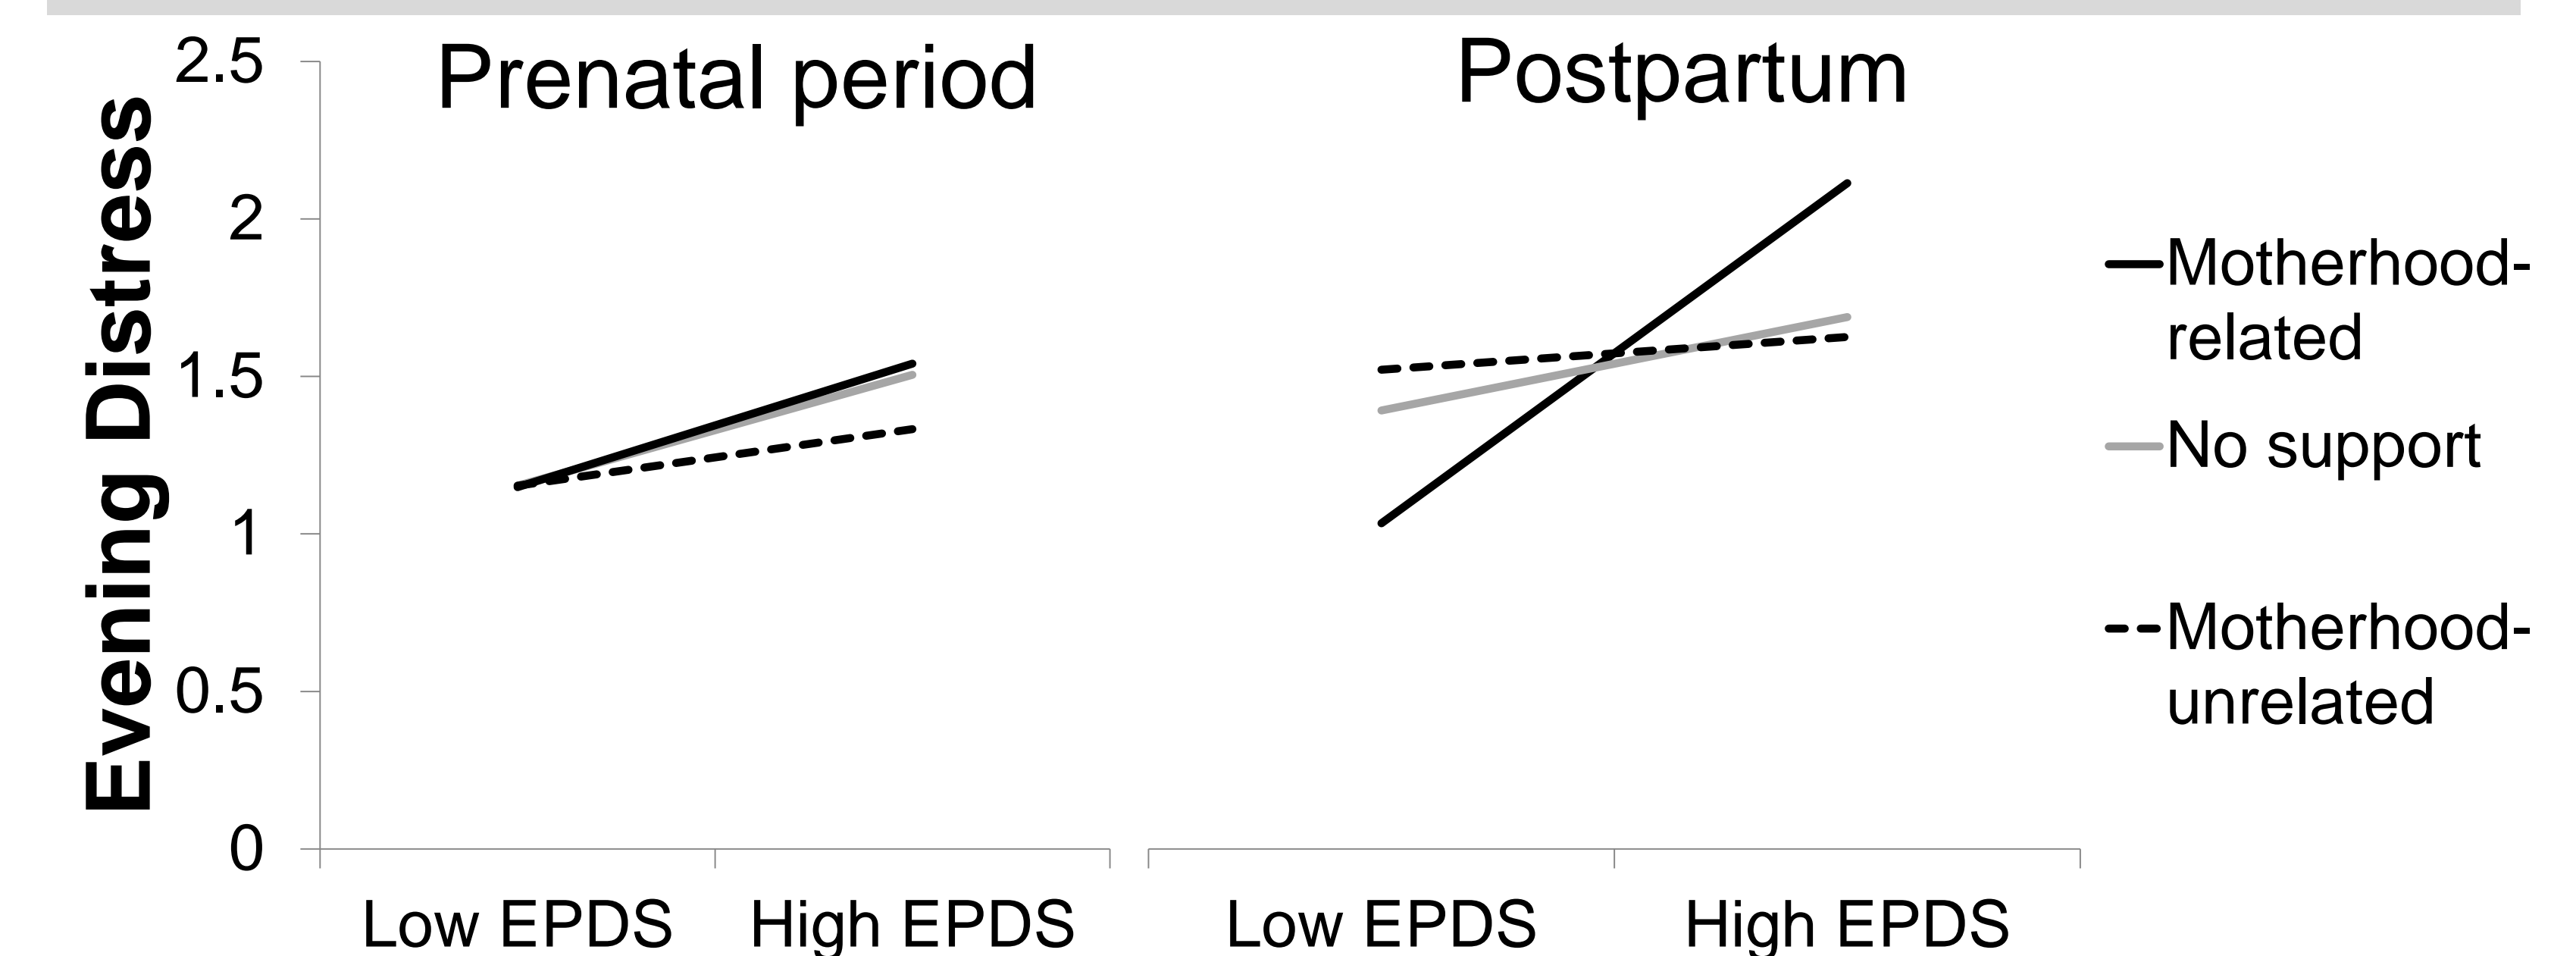 Prenatal period
Postpartum
Evening Distress
2.5
2
1.5
1
0.5
0
Low EPDS
High EPDS
Low EPDS
High EPDS
Motherhood-
related
No support
Motherhood-
unrelated